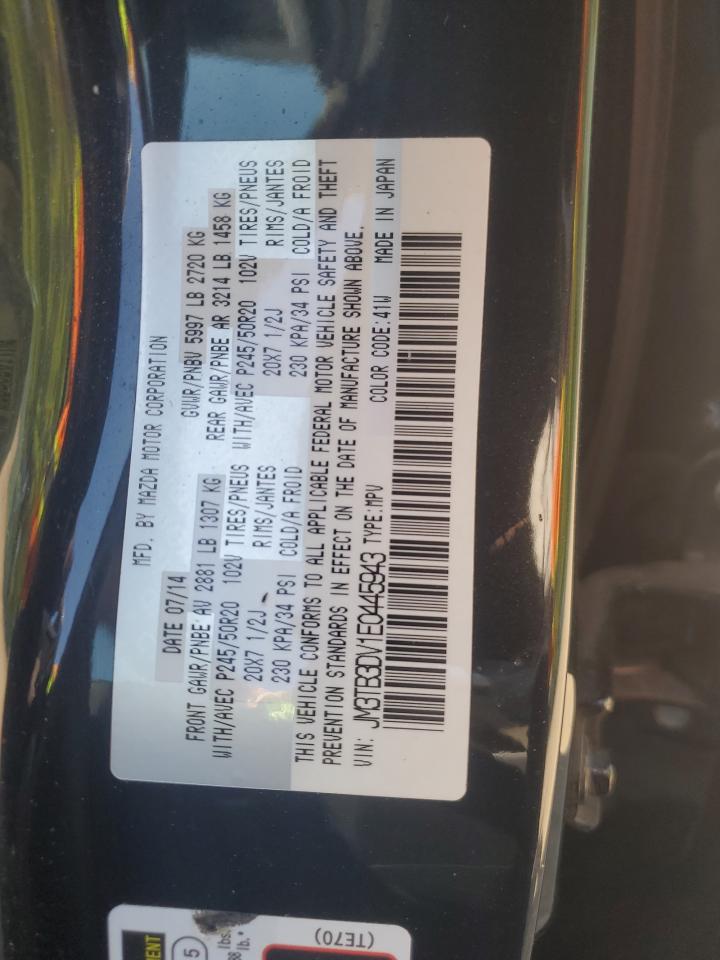 MFD. BY MAZDA MOTOR CORPORATION
DATE 07/14 GVWR/PNBV 5997 LB 2720 KG
FRONT GAWR/PNBE AV 2881 LB 1307 KG REAR GAWR/PNBE AR 3214 LB 1458 KG
WITH/AVEC P245/50R20 102V TIRES/PNEUS WITH/AVEC P245/50R20 102V TIRES/PNEUS
20X7 1/2J RIMS/JANTES 20X7 1/2J RIMS/JANTES
230 KPA/34 PSI COLD/A FROID 230 KPA/34 PSI COLD/A FROID
THIS VEHICLE CONFORMS TO ALL APPLICABLE FEDERAL MOTOR VEHICLE SAFETY AND THEFT
PREVENTION STANDARDS IN EFFECT ON THE DATE OF MANUFACTURE SHOWN ABOVE.
VIN: JM3TB3DV1E0445943 TYPE:MPV COLOR CODE:41W MADE IN JAPAN
lbs.
lb.*
(TE70)